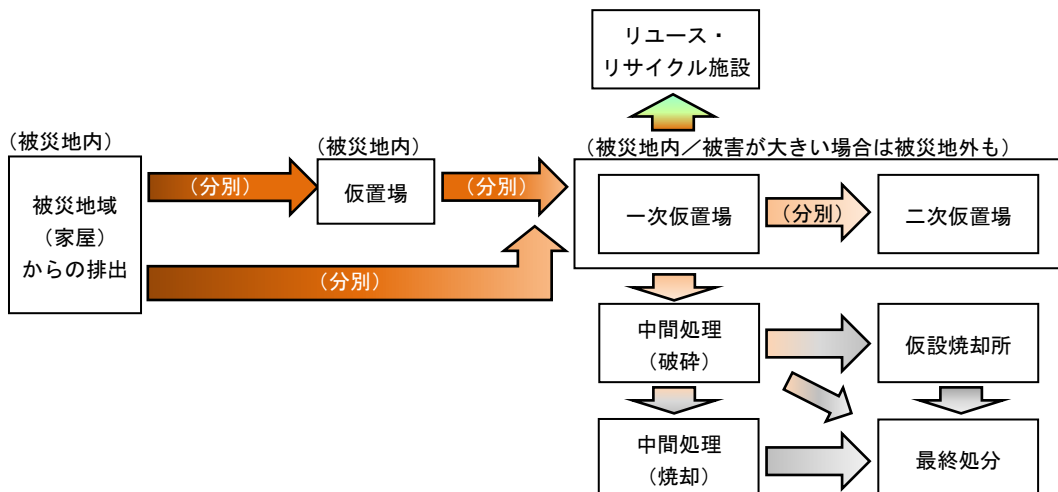 リユース・
リサイクル施設
（被災地内）
（被災地内）
（被災地内／被害が大きい場合は被災地外も）
被災地域
（家屋）
からの排出
（分別）
仮置場
（分別）
一次仮置場
（分別）
二次仮置場
（分別）
中間処理
（破砕）
仮設焼却所
中間処理
（焼却）
最終処分